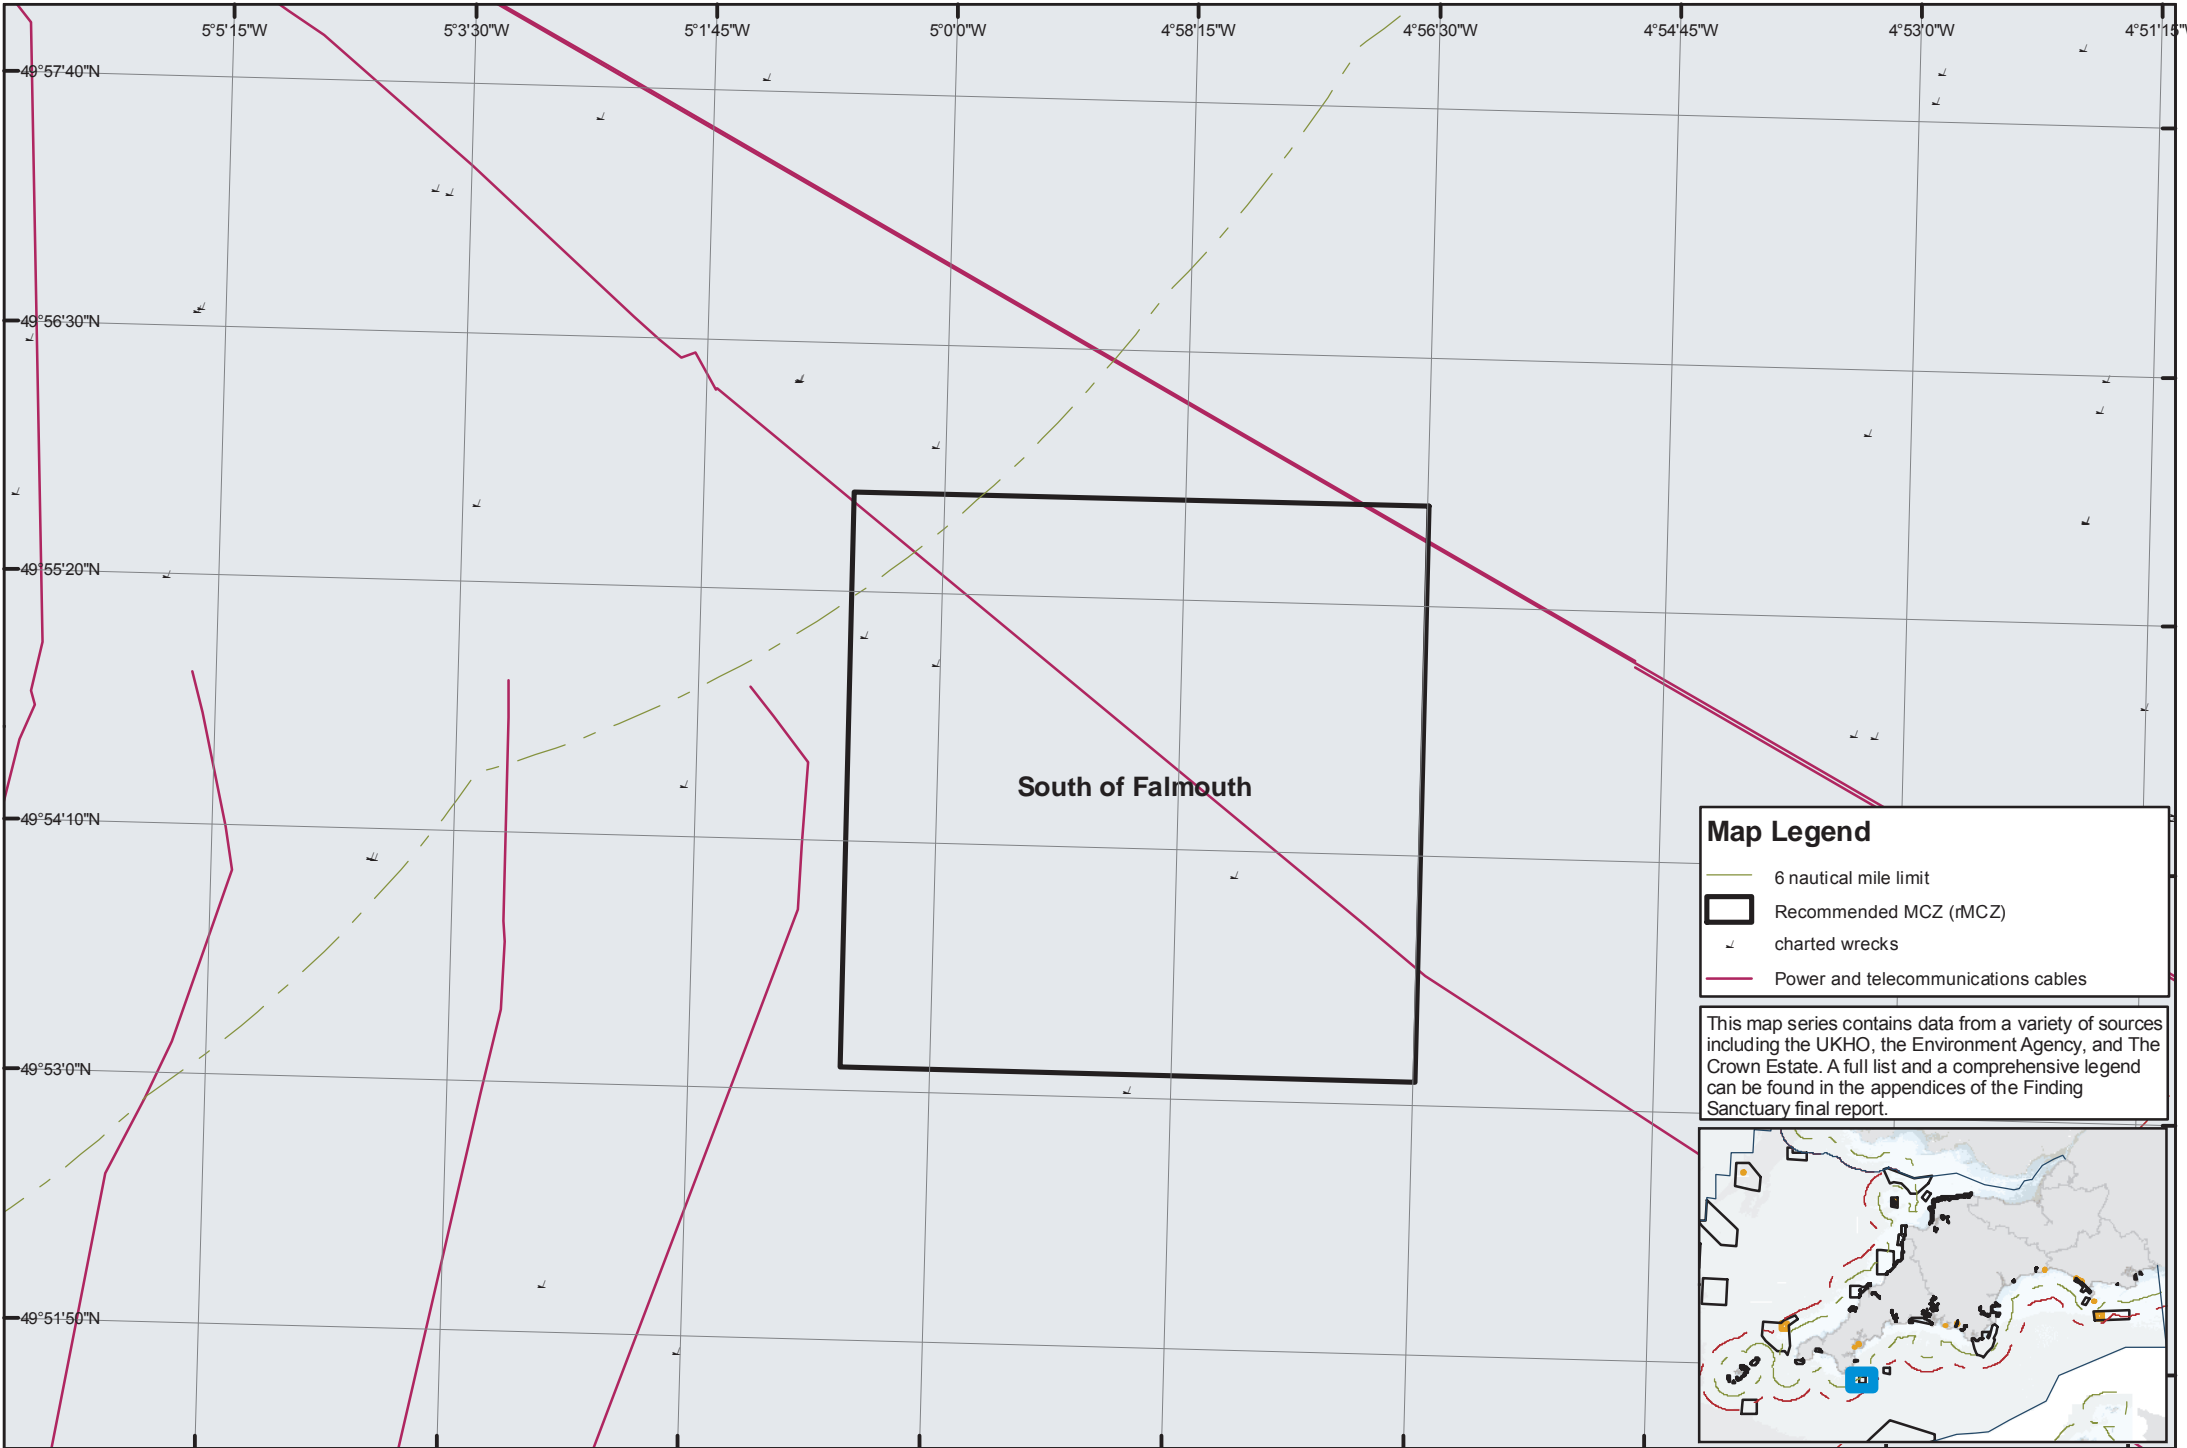 5°5'15"W
5°3'30"W
5°1'45"W
5°0'0"W
4°58'15"W
4°56'30"W
4°54'45"W
4°53'0"W
4°51'15"W
49°57'40"N
49°56'30"N
49°55'20"N
49°54'10"N
49°53'0"N
49°51'50"N
South of Falmouth
Map Legend
6 nautical mile limit
Recommended MCZ (rMCZ)
charted wrecks
Power and telecommunications cables
This map series contains data from a variety of sources
including the UKHO, the Environment Agency, and The
Crown Estate. A full list and a comprehensive legend
can be found in the appendices of the Finding
Sanctuary final report.